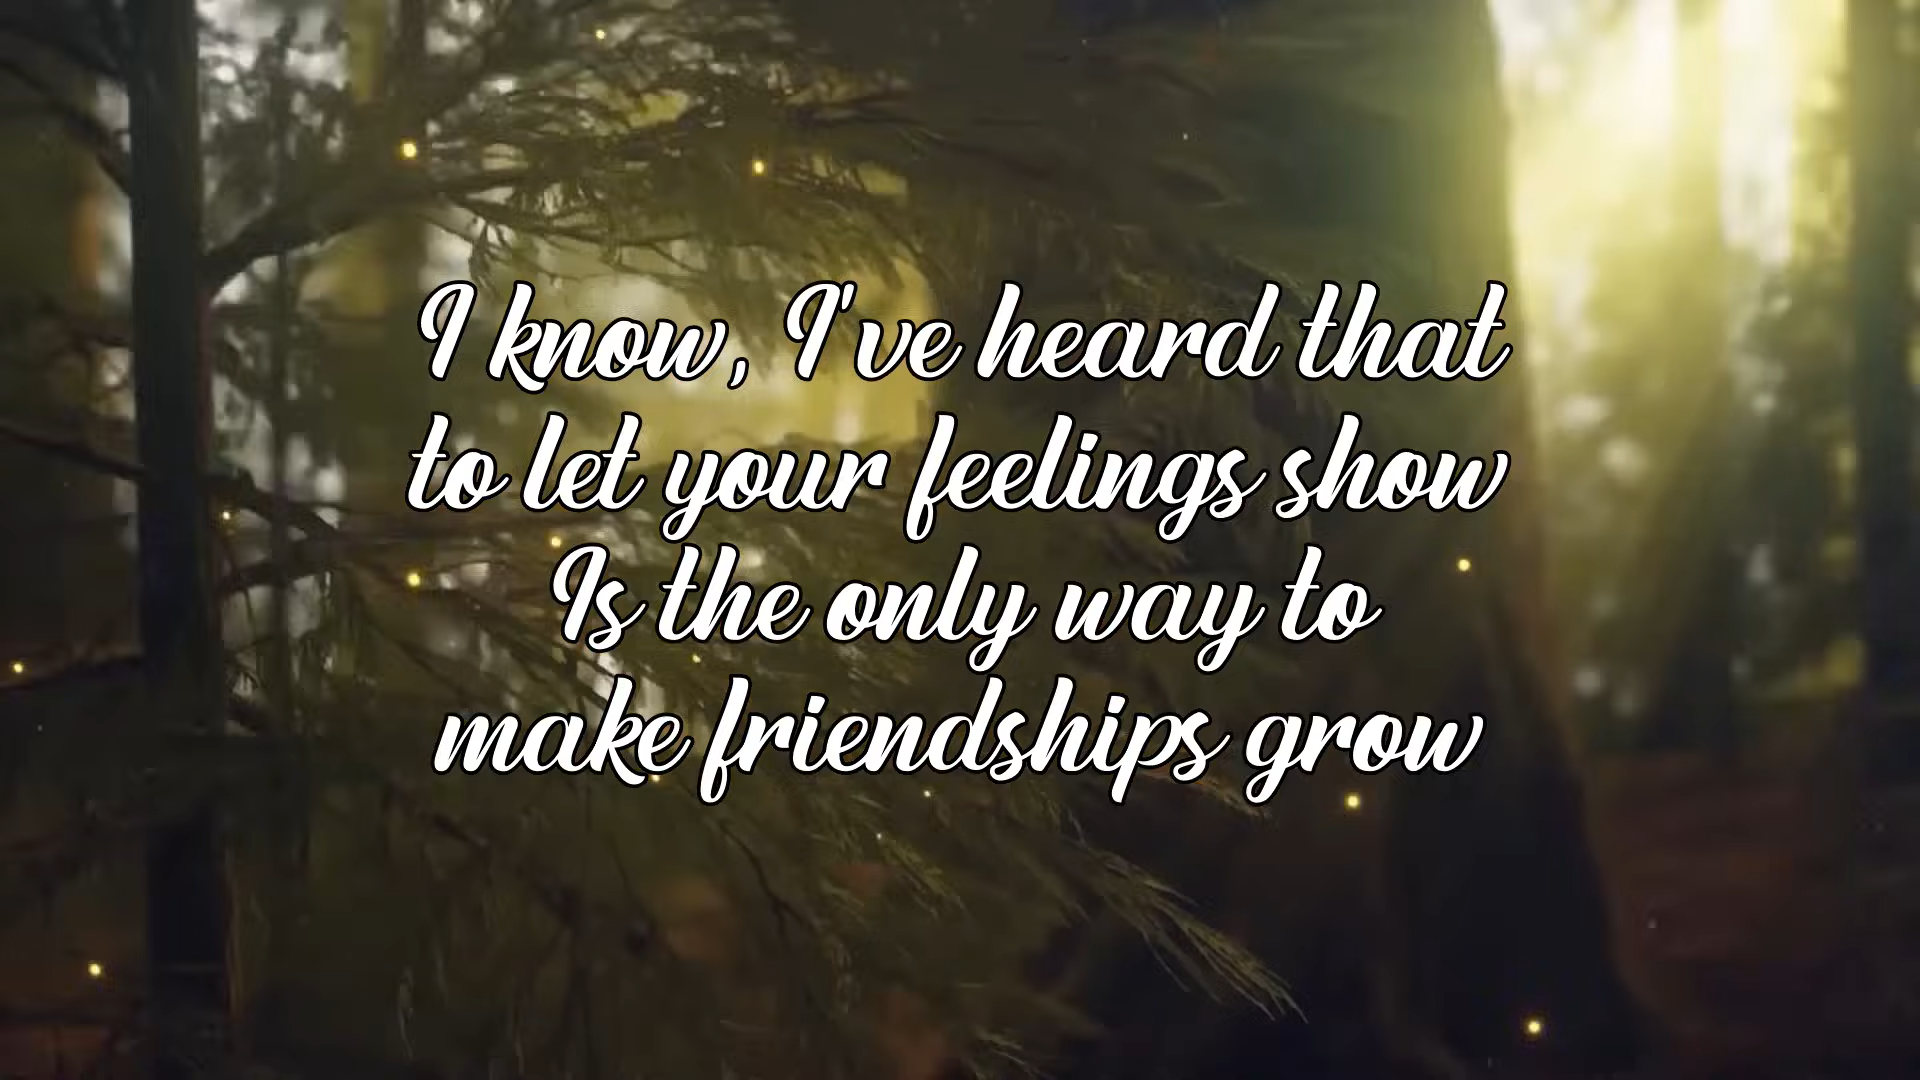 I know, I've heard that
to let your feelings show
Is the only way to
make friendships grow